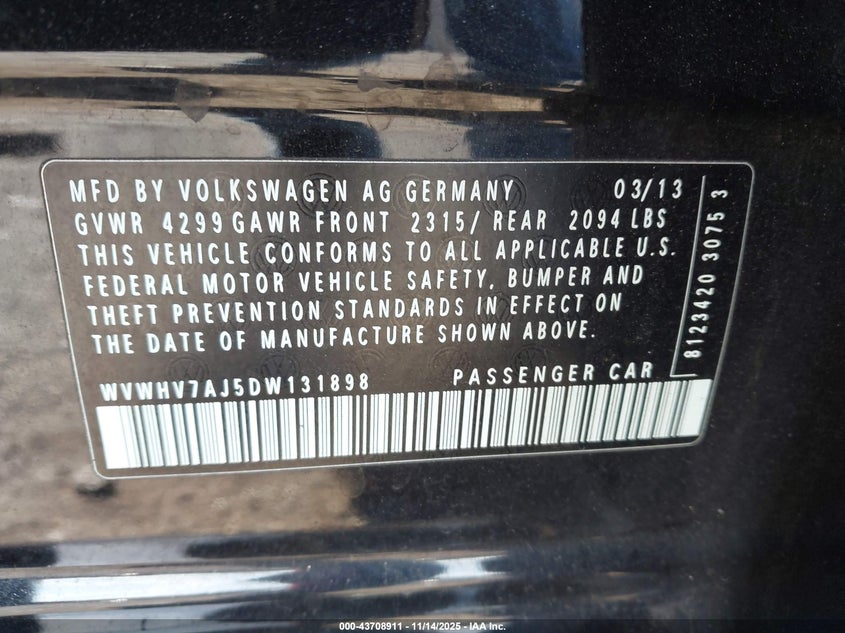 MFD BY VOLKSWAGEN AG GERMANY 03/13
GVWR 4299 GAWR FRONT 2315/ REAR 2094 LBS
THIS VEHICLE CONFORMS TO ALL APPLICABLE U.S.
FEDERAL MOTOR VEHICLE SAFETY, BUMPER AND
THEFT PREVENTION STANDARDS IN EFFECT ON
THE DATE OF MANUFACTURE SHOWN ABOVE.
WVWHV7AJ5DW131898 PASSENGER CAR
8123420 3075 3
000-43708911 | 11/14/2025 | IAA Inc.